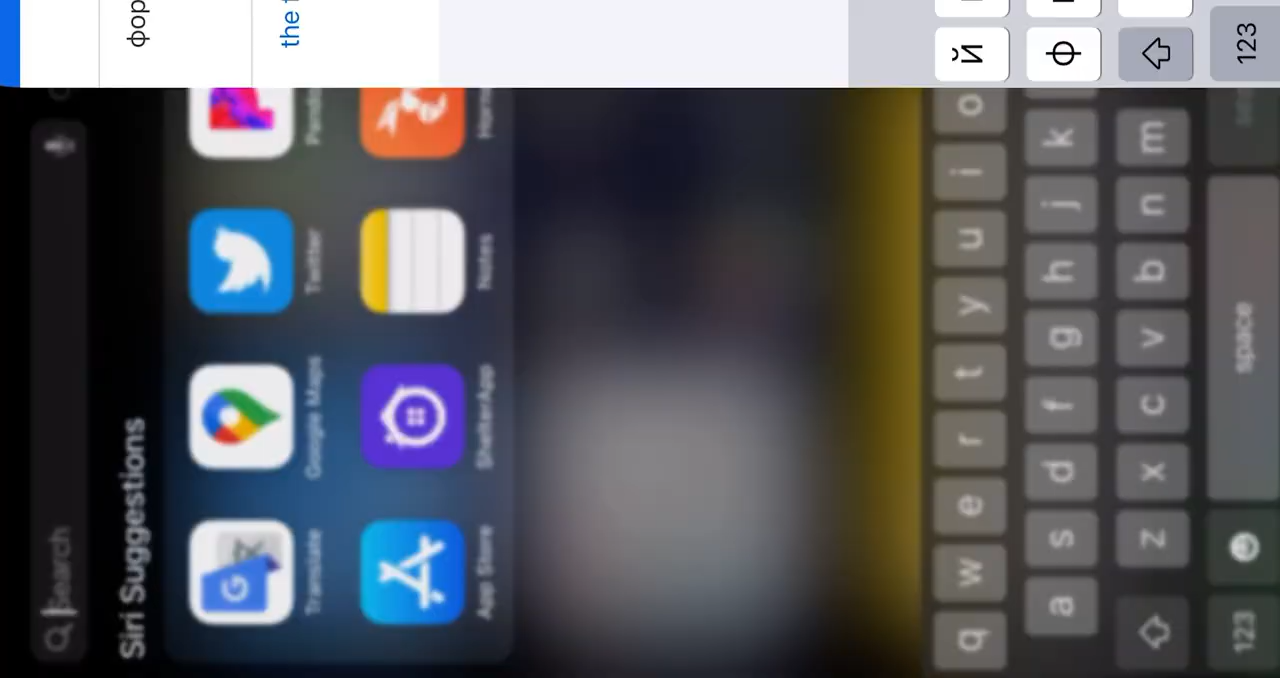 Search
Siri Suggestions
Translate
Google Maps
Twitter
App Store
ShelterApp
Notes
q w e r t y u i o
a s d f g h j k
z x c v b n m
123
space
фор
the
й
ф
123